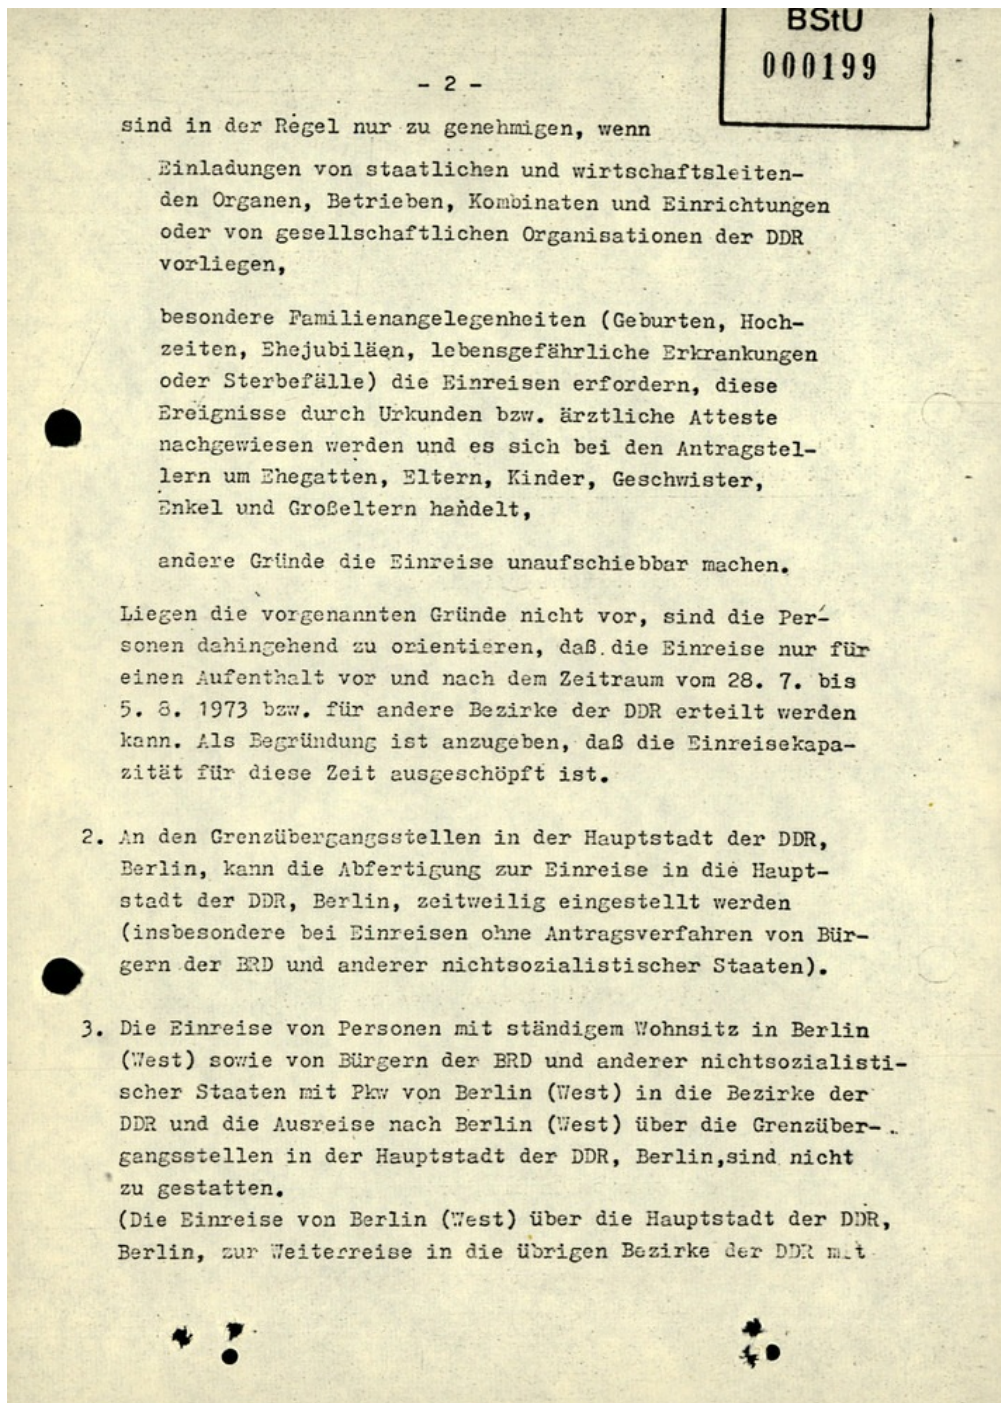 BStU
000199
- 2 -
sind in der Regel nur zu genehmigen, wenn
Einladungen von staatlichen und wirtschaftsleiten-
den Organen, Betrieben, Kombinaten und Einrichtungen
oder von gesellschaftlichen Organisationen der DDR
vorliegen,
besondere Familienangelegenheiten (Geburten, Hoch-
zeiten, Ehejubiläen, lebensgefährliche Erkrankungen
oder Sterbefälle) die Einreisen erfordern, diese
Ereignisse durch Urkunden bzw. ärztliche Atteste
nachgewiesen werden und es sich bei den Antragstel-
lern um Ehegatten, Eltern, Kinder, Geschwister,
Enkel und Großeltern handelt,
andere Gründe die Einreise unaufschiebbar machen.
Liegen die vorgenannten Gründe nicht vor, sind die Per-
sonen dahingehend zu orientieren, daß die Einreise nur für
einen Aufenthalt vor und nach dem Zeitraum vom 28. 7. bis
5. 8. 1973 bzw. für andere Bezirke der DDR erteilt werden
kann. Als Begründung ist anzugeben, daß die Einreisekapa-
zität für diese Zeit ausgeschöpft ist.
2. An den Grenzübergangsstellen in der Hauptstadt der DDR,
Berlin, kann die Abfertigung zur Einreise in die Haupt-
stadt der DDR, Berlin, zeitweilig eingestellt werden
(insbesondere bei Einreisen ohne Antragsverfahren von Bür-
gern der BRD und anderer nichtsozialistischer Staaten).
3. Die Einreise von Personen mit ständigem Wohnsitz in Berlin
(West) sowie von Bürgern der BRD und anderer nichtsozialisti-
scher Staaten mit Pkw von Berlin (West) in die Bezirke der
DDR und die Ausreise nach Berlin (West) über die Grenzüber-
gangsstellen in der Hauptstadt der DDR, Berlin,sind nicht
zu gestatten.
(Die Einreise von Berlin (West) über die Hauptstadt der DDR,
Berlin, zur Weiterreise in die übrigen Bezirke der DDR mit